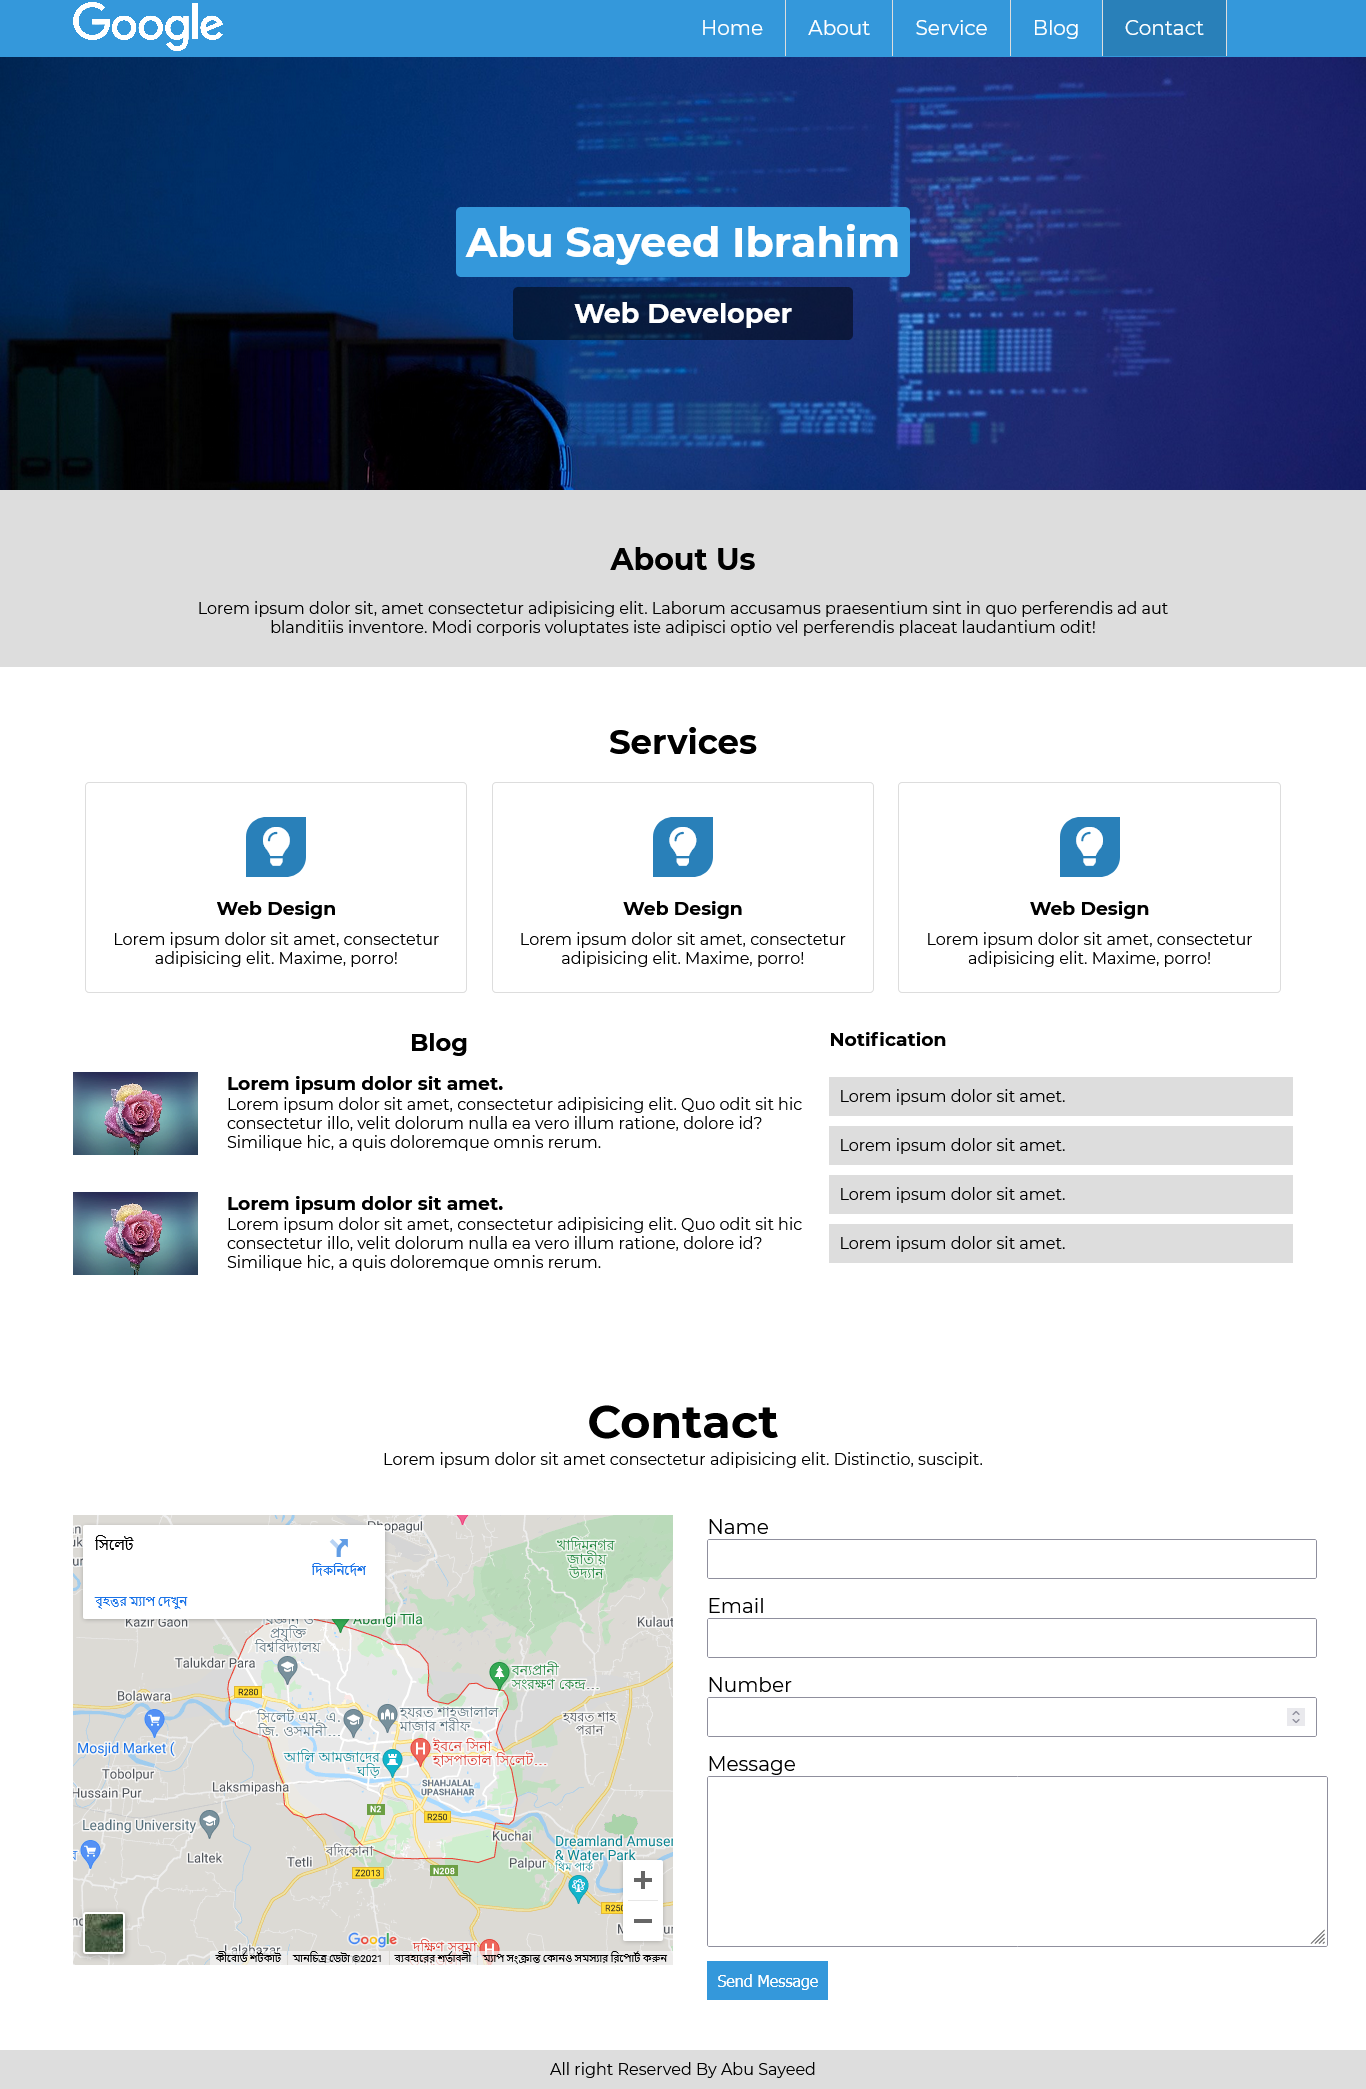 Google
Home About Service Blog Contact
Abu Sayeed Ibrahim
Web Developer
About Us
Lorem ipsum dolor sit, amet consectetur adipisicing elit. Laborum accusamus praesentium sint in quo perferendis ad aut
blanditiis inventore. Modi corporis voluptates iste adipisci optio vel perferendis placeat laudantium odit!
Services
Web Design
Lorem ipsum dolor sit amet, consectetur
adipisicing elit. Maxime, porro!
Web Design
Lorem ipsum dolor sit amet, consectetur
adipisicing elit. Maxime, porro!
Web Design
Lorem ipsum dolor sit amet, consectetur
adipisicing elit. Maxime, porro!
Blog
Lorem ipsum dolor sit amet.
Lorem ipsum dolor sit amet, consectetur adipisicing elit. Quo odit sit hic
consectetur illo, velit dolorum nulla ea vero illum ratione, dolore id?
Similique hic, a quis doloremque omnis rerum.
Lorem ipsum dolor sit amet.
Lorem ipsum dolor sit amet, consectetur adipisicing elit. Quo odit sit hic
consectetur illo, velit dolorum nulla ea vero illum ratione, dolore id?
Similique hic, a quis doloremque omnis rerum.
Notification
Lorem ipsum dolor sit amet.
Lorem ipsum dolor sit amet.
Lorem ipsum dolor sit amet.
Lorem ipsum dolor sit amet.
Contact
Lorem ipsum dolor sit amet consectetur adipisicing elit. Distinctio, suscipit.
সিলেট
দিকনির্দেশ
বৃহত্তর ম্যাপ দেখুন
Dhopagul
খাদিমনগর
জাতীয়
উদ্যান
Kazir Gaon
Abangi Tila
Kulaut
প্রযুক্তি
বিশ্ববিদ্যালয়
Talukdar Para
বন্যপ্রাণী
সংরক্ষণ কেন্দ্র...
R280
Bolawara
সিলেট এম. এ.
জি. ওসমানী...
হযরত শাহজালাল
মাজার শরীফ
হযরত শাহ
পরান
Mosjid Market (
আলি আমজাদের
ঘড়ি
ইবনে সিনা
হাসপাতাল সিলেট...
Tobolpur
Hussain Pur
Laksmipasha
SHAHJALAL
UPASHAHAR
N2
R250
Leading University
Kuchai
Dreamland Amuser
& Water Park
থিম পার্ক
বদিকোনা
Laltek
Tetli
Z2013
N208
Palpur
R250
Lalabazar
Google
দক্ষিণ সুরমা
কীবোর্ড শর্টকাট মানচিত্র ডেটা ©2021 ব্যবহারের শর্তাবলী ম্যাপ সংক্রান্ত কোনও সমস্যার রিপোর্ট করুন
Name
Email
Number
Message
Send Message
All right Reserved By Abu Sayeed